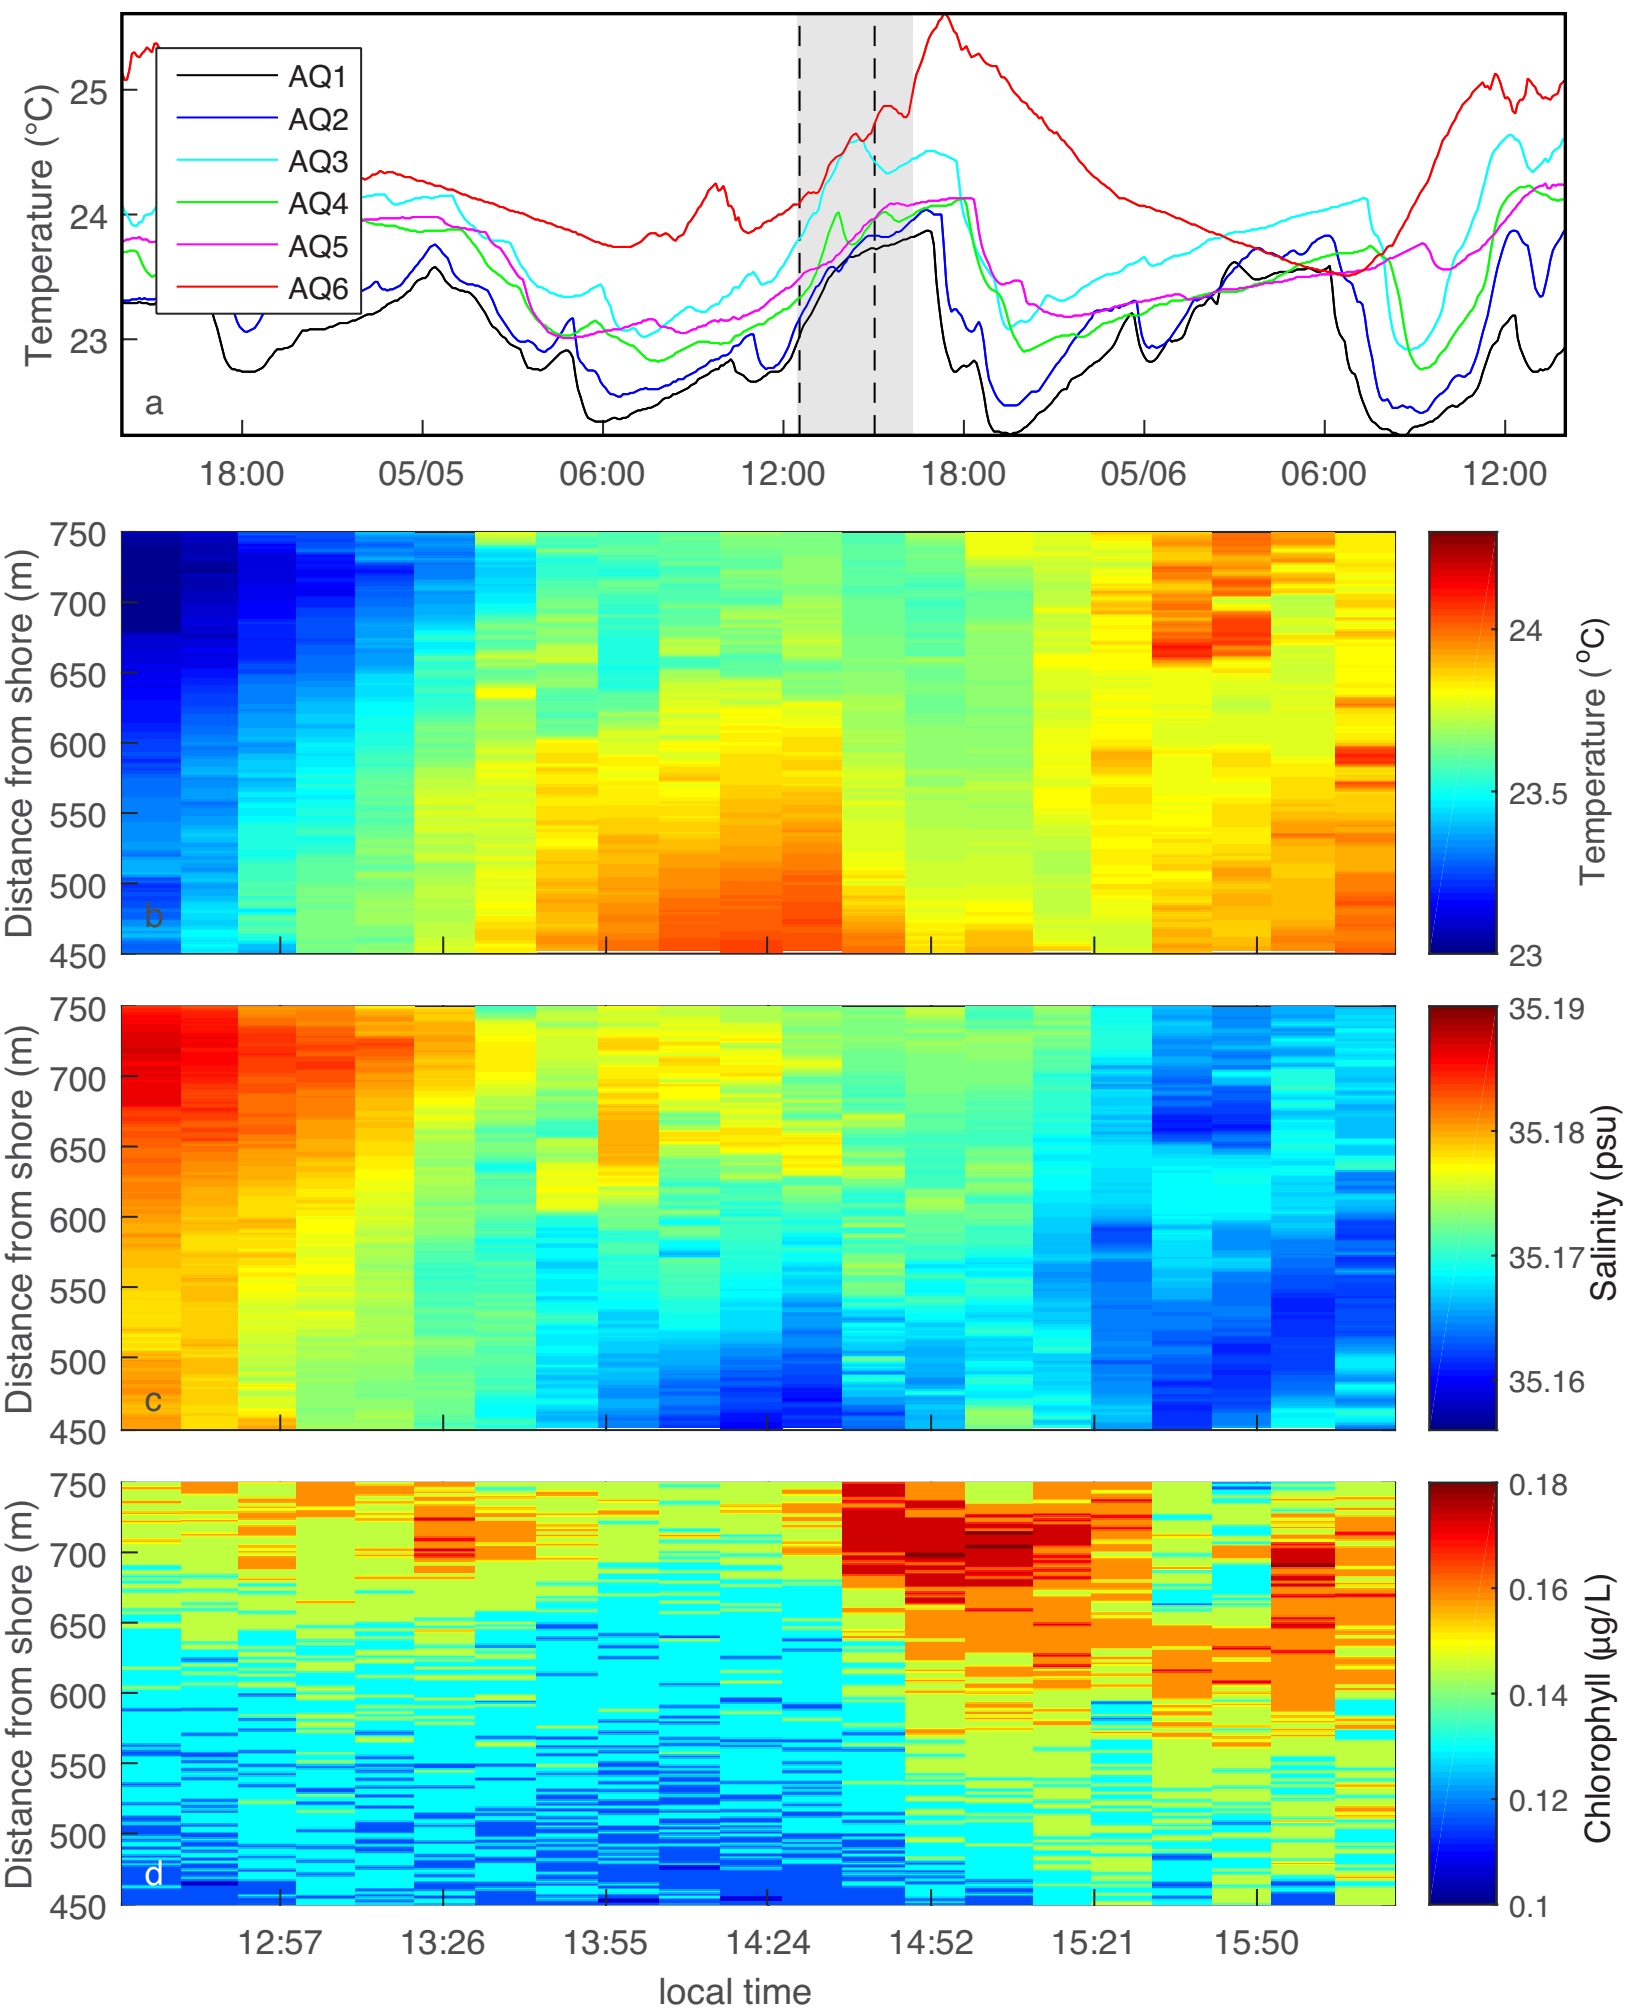 Temperature (°C)
25
24
23
AQ1
AQ2
AQ3
AQ4
AQ5
AQ6
a
18:00 05/05 06:00 12:00 18:00 05/06 06:00 12:00
Distance from shore (m)
750
700
650
600
550
500
450
b
24
23.5
23
Temperature (°C)
Distance from shore (m)
750
700
650
600
550
500
450
c
35.19
35.18
35.17
35.16
Salinity (psu)
Distance from shore (m)
750
700
650
600
550
500
450
d
0.18
0.16
0.14
0.12
0.1
Chlorophyll (µg/L)
12:57 13:26 13:55 14:24 14:52 15:21 15:50
local time